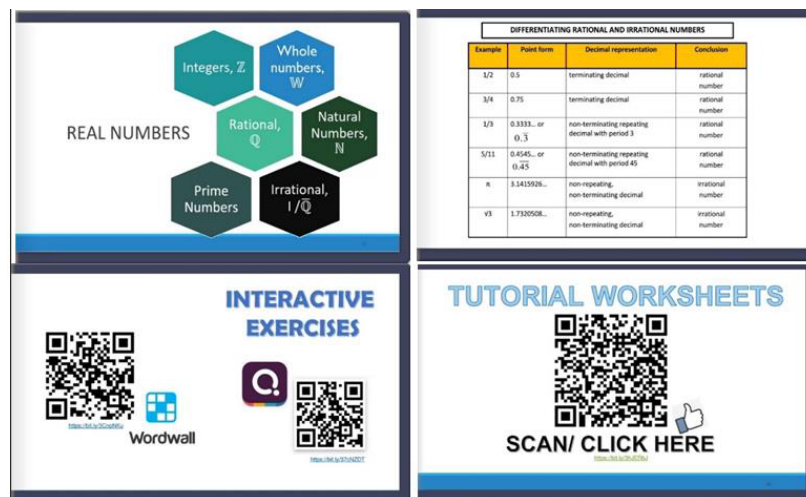 REAL NUMBERS
Integers, ℤ
Whole
numbers,
𝕎
Rational,
ℚ
Natural
Numbers,
ℕ
Prime
Numbers
Irrational,
I /ℚ̅
DIFFERENTIATING RATIONAL AND IRRATIONAL NUMBERS
Example Point form Decimal representation Conclusion
1/2 0.5 terminating decimal rational
number
3/4 0.75 terminating decimal rational
number
1/3 0.3333... or non-terminating repeating rational
0.3̅ decimal with period 3 number
5/11 0.4545... or non-terminating repeating rational
0.4̅5̅ decimal with period 45 number
π 3.1415926... non-repeating, irrational
non-terminating decimal number
√3 1.7320508... non-repeating, irrational
non-terminating decimal number
INTERACTIVE
EXERCISES
Wordwall
TUTORIAL WORKSHEETS
SCAN/ CLICK HERE